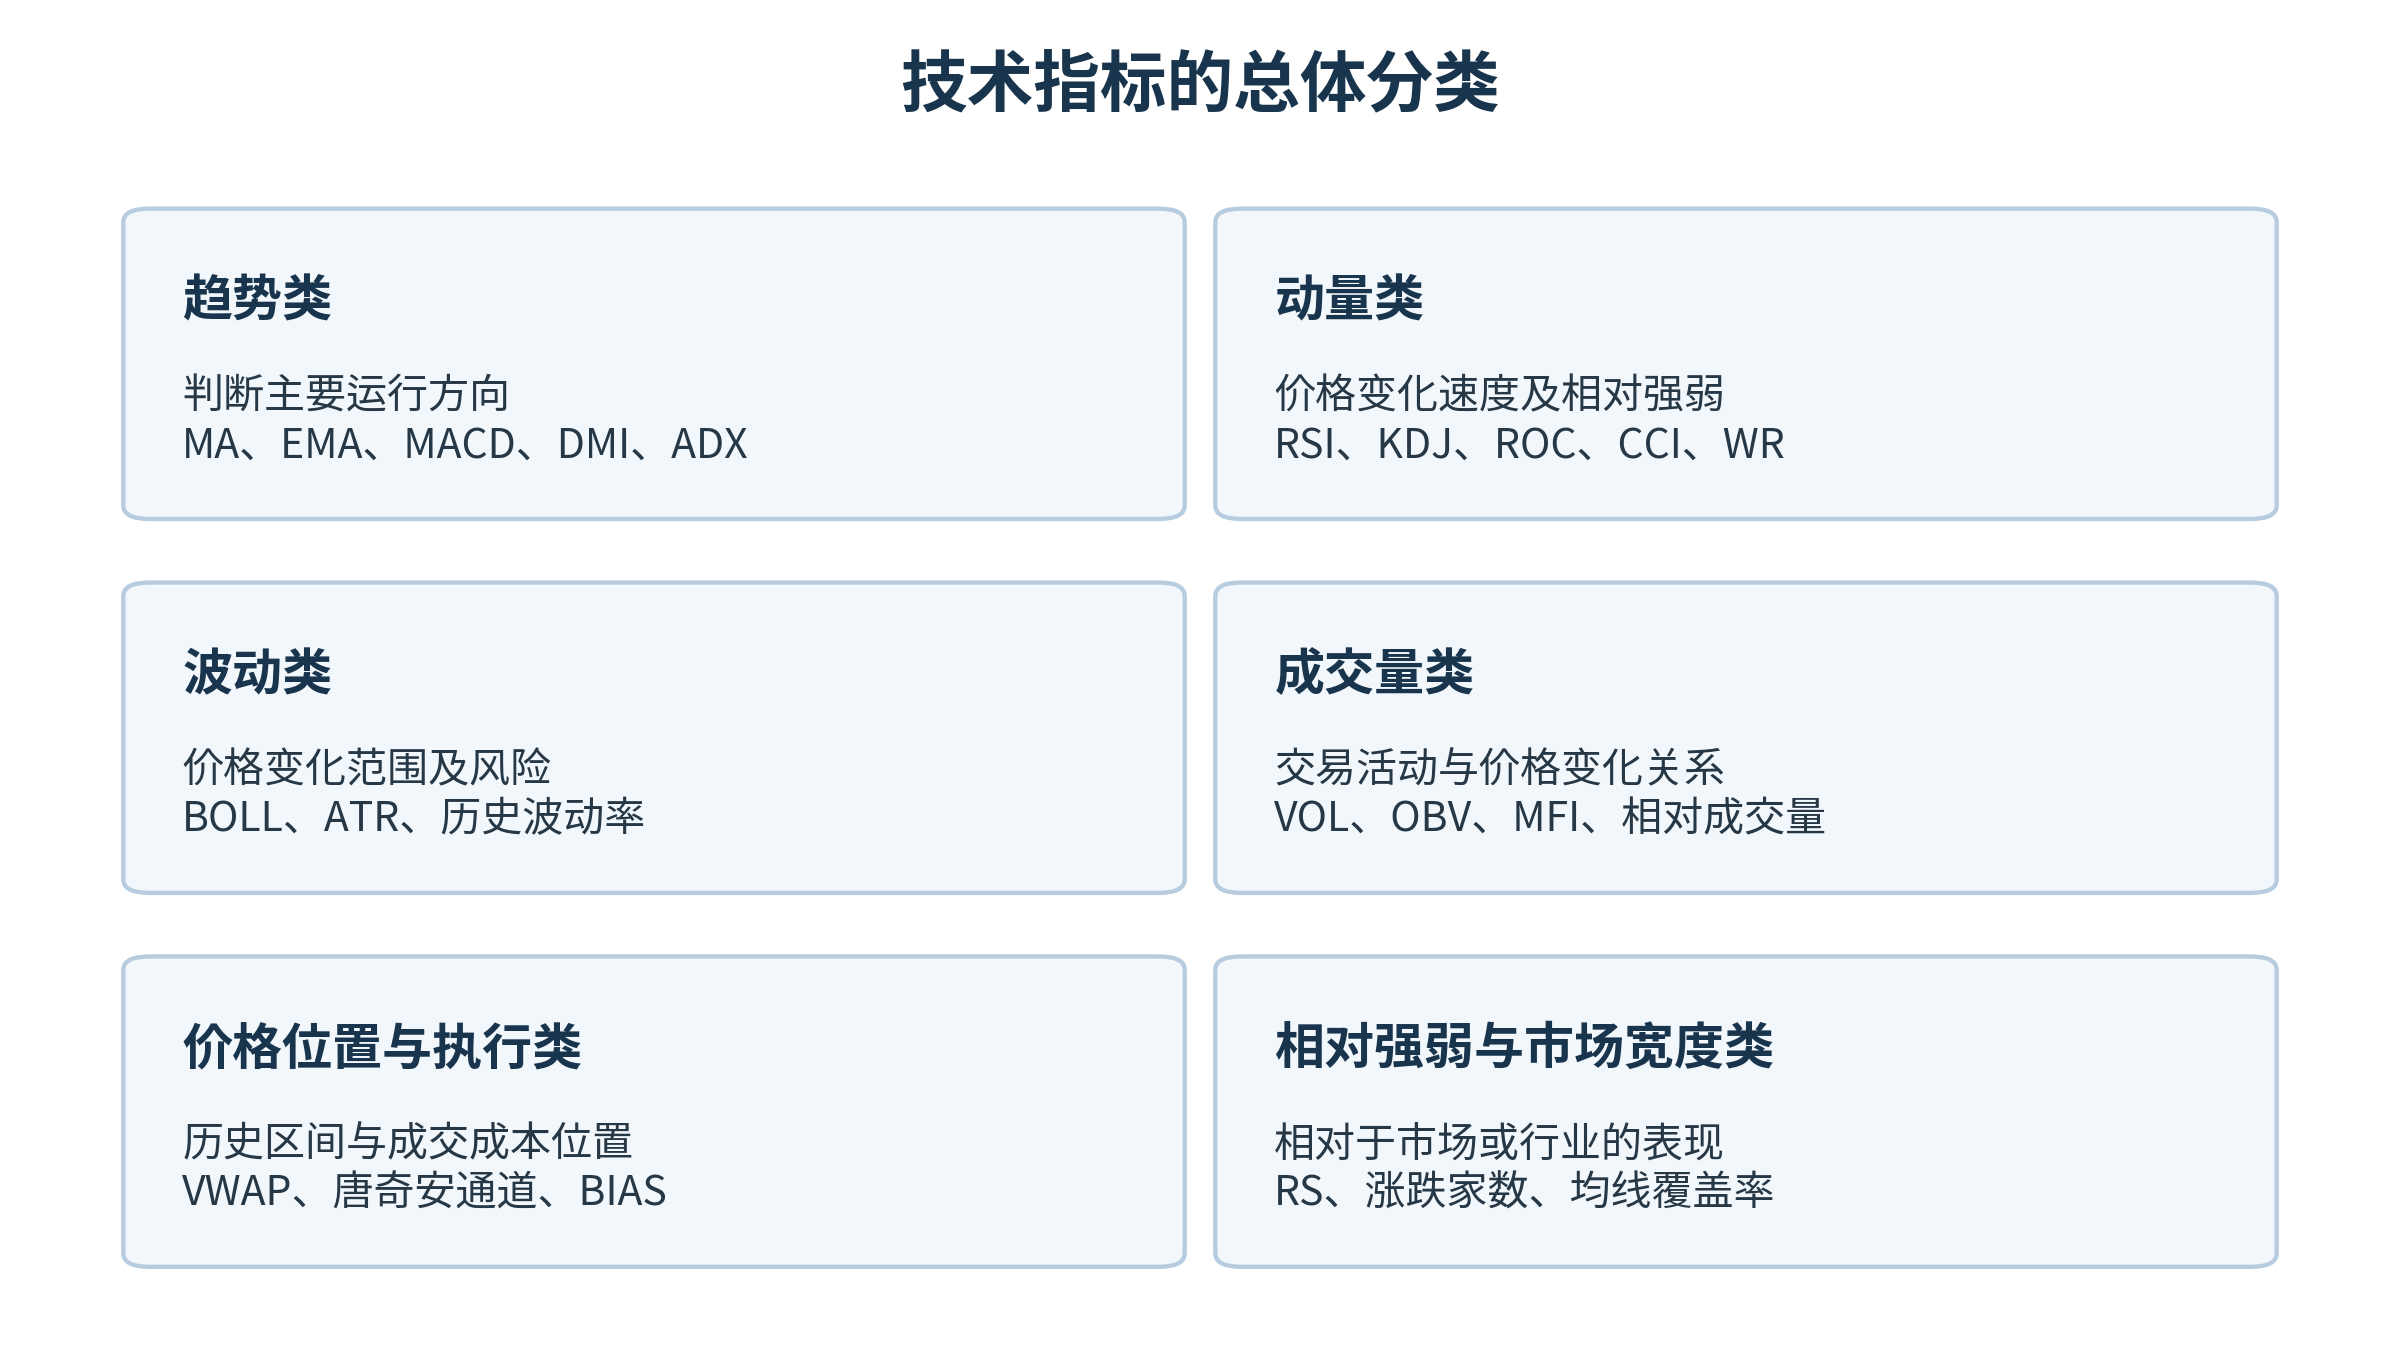 技术指标的总体分类
趋势类
判断主要运行方向
MA、EMA、MACD、DMI、ADX
动量类
价格变化速度及相对强弱
RSI、KDJ、ROC、CCI、WR
波动类
价格变化范围及风险
BOLL、ATR、历史波动率
成交量类
交易活动与价格变化关系
VOL、OBV、MFI、相对成交量
价格位置与执行类
历史区间与成交成本位置
VWAP、唐奇安通道、BIAS
相对强弱与市场宽度类
相对于市场或行业的表现
RS、涨跌家数、均线覆盖率